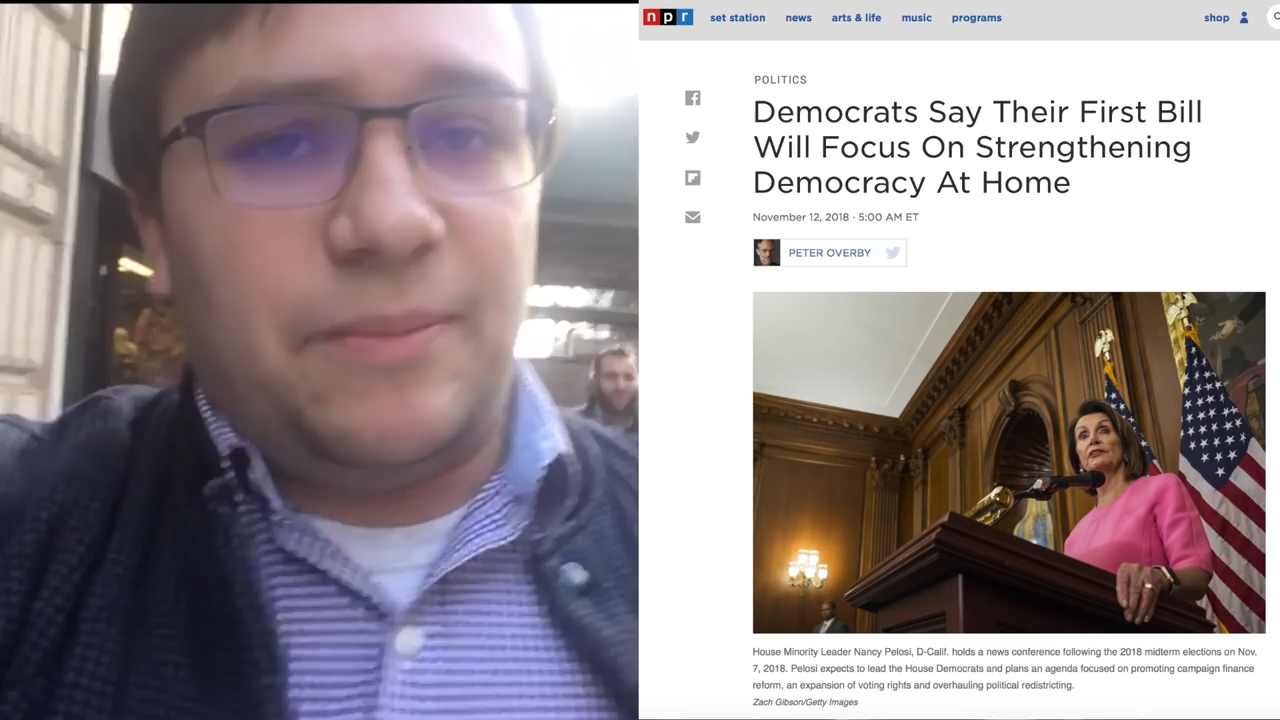 npr set station news arts & life music programs shop
POLITICS
Democrats Say Their First Bill
Will Focus On Strengthening
Democracy At Home
November 12, 2018 · 5:00 AM ET
PETER OVERBY
House Minority Leader Nancy Pelosi, D-Calif. holds a news conference following the 2018 midterm elections on Nov.
7, 2018. Pelosi expects to lead the House Democrats and plans an agenda focused on promoting campaign finance
reform, an expansion of voting rights and overhauling political redistricting.
Zach Gibson/Getty Images